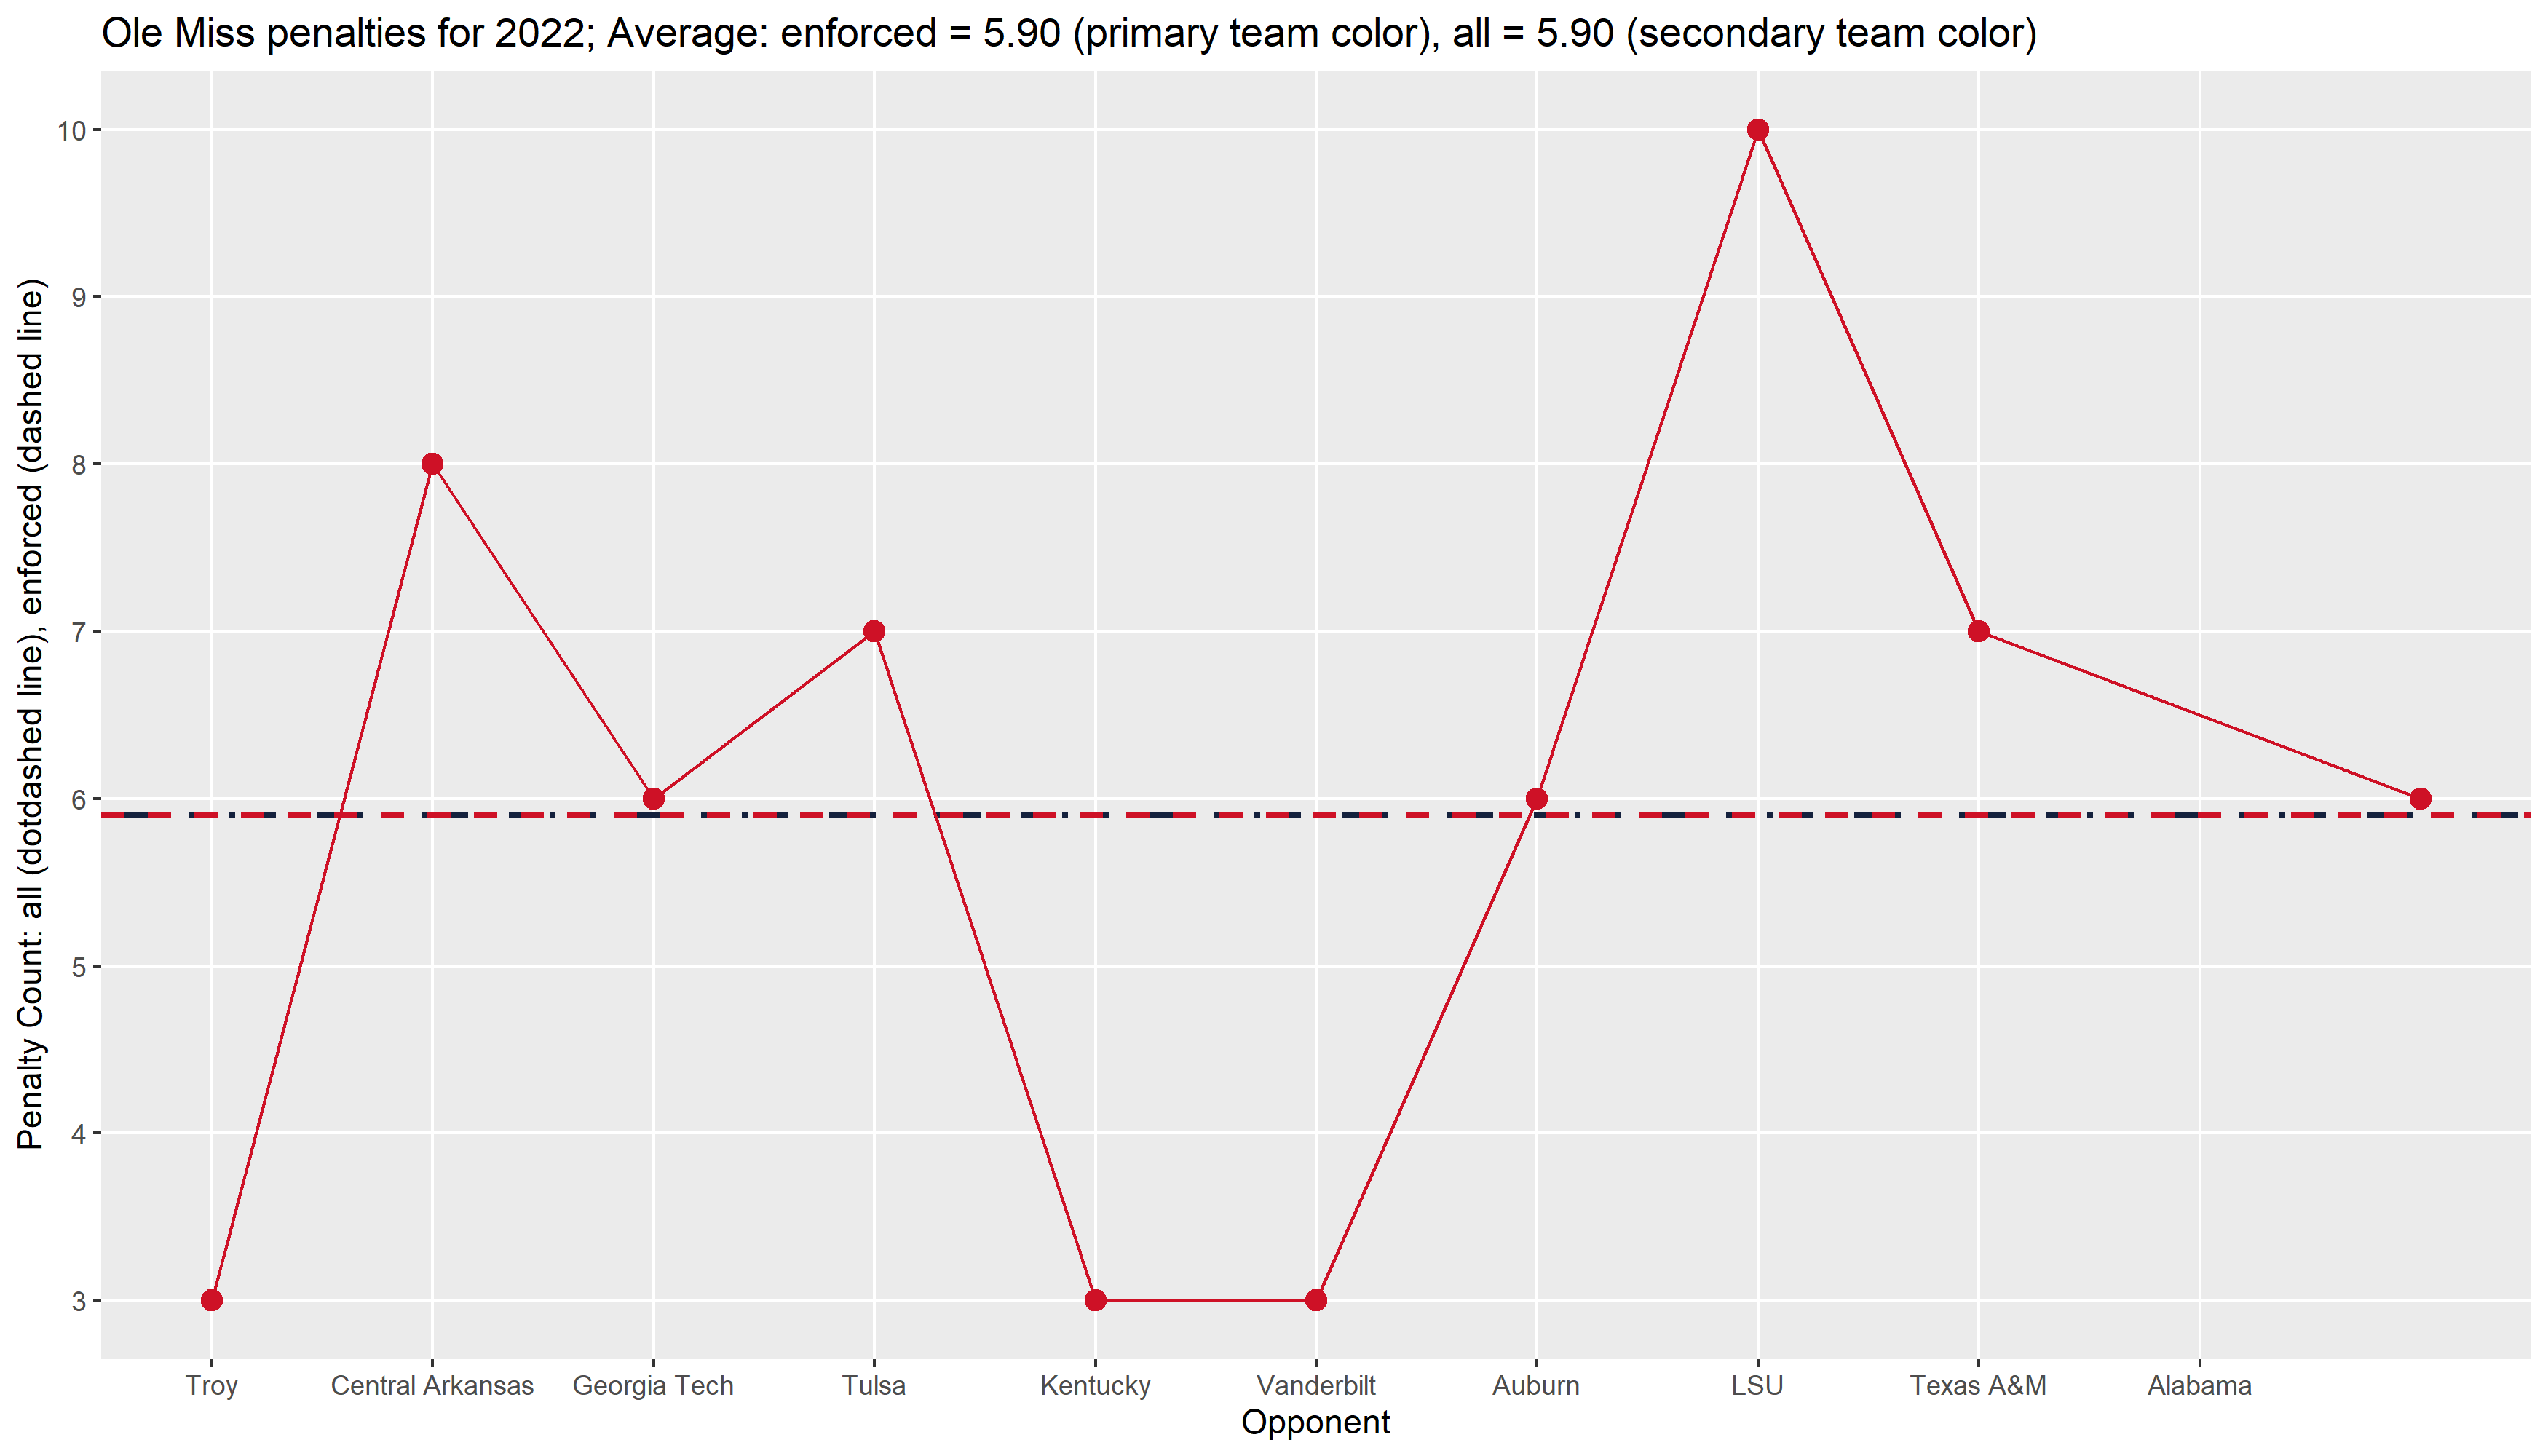 Ole Miss penalties for 2022; Average: enforced = 5.90 (primary team color), all = 5.90 (secondary team color)
Penalty Count: all (dotdashed line), enforced (dashed line)
10
9
8
7
6
5
4
3
Troy Central Arkansas Georgia Tech Tulsa Kentucky Vanderbilt Auburn LSU Texas A&M Alabama
Opponent